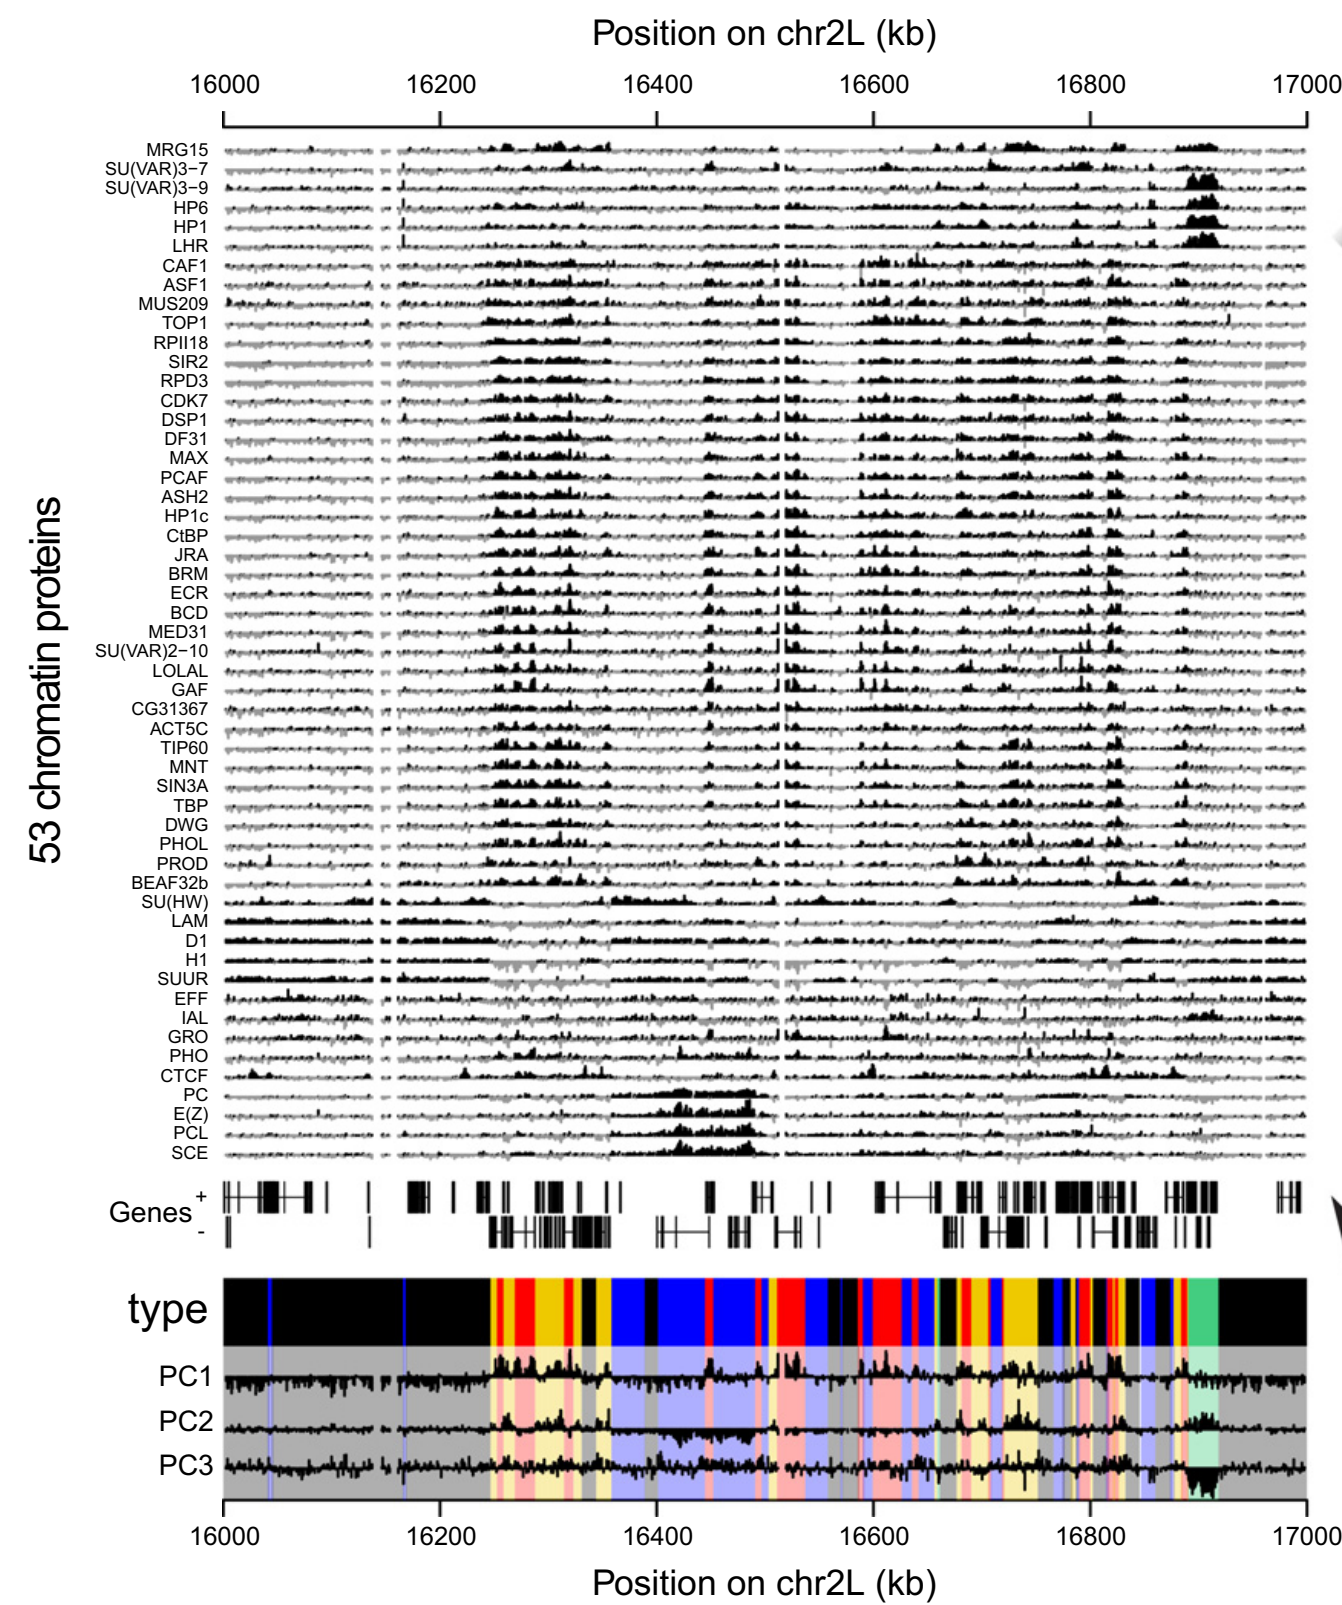 Position on chr2L (kb)
16000 16200 16400 16600 16800 17000
53 chromatin proteins
MRG15
SU(VAR)3−7
SU(VAR)3−9
HP6
HP1
LHR
CAF1
ASF1
MUS209
TOP1
RPII18
SIR2
RPD3
CDK7
DSP1
DF31
MAX
PCAF
ASH2
HP1c
CtBP
JRA
BRM
ECR
BCD
MED31
SU(VAR)2−10
LOLAL
GAF
CG31367
ACT5C
TIP60
MNT
SIN3A
TBP
DWG
PHOL
PROD
BEAF32b
SU(HW)
LAM
D1
H1
SUUR
EFF
IAL
GRO
PHO
CTCF
PC
E(Z)
PCL
SCE
Genes +
-
type
PC1
PC2
PC3
16000 16200 16400 16600 16800 17000
Position on chr2L (kb)